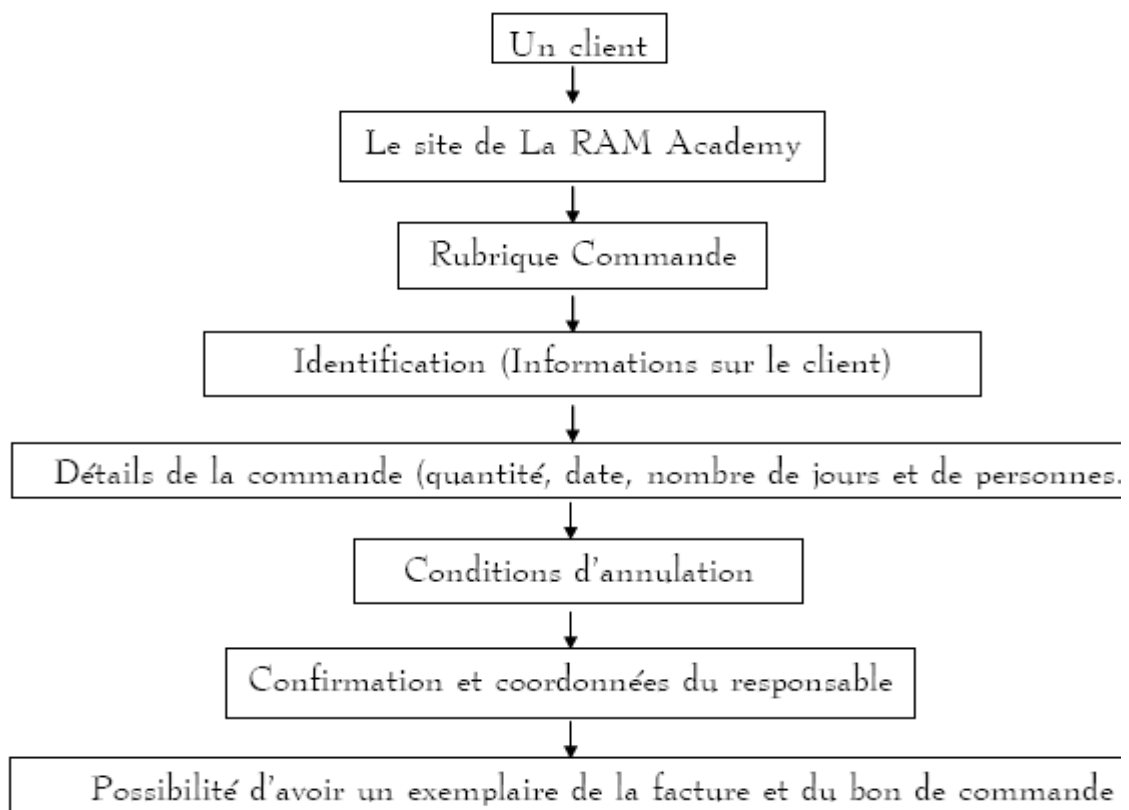 Un client
Le site de La RAM Academy
Rubrique Commande
Identification (Informations sur le client)
Détails de la commande (quantité, date, nombre de jours et de personnes.
Conditions d'annulation
Confirmation et coordonnées du responsable
Possibilité d'avoir un exemplaire de la facture et du bon de commande